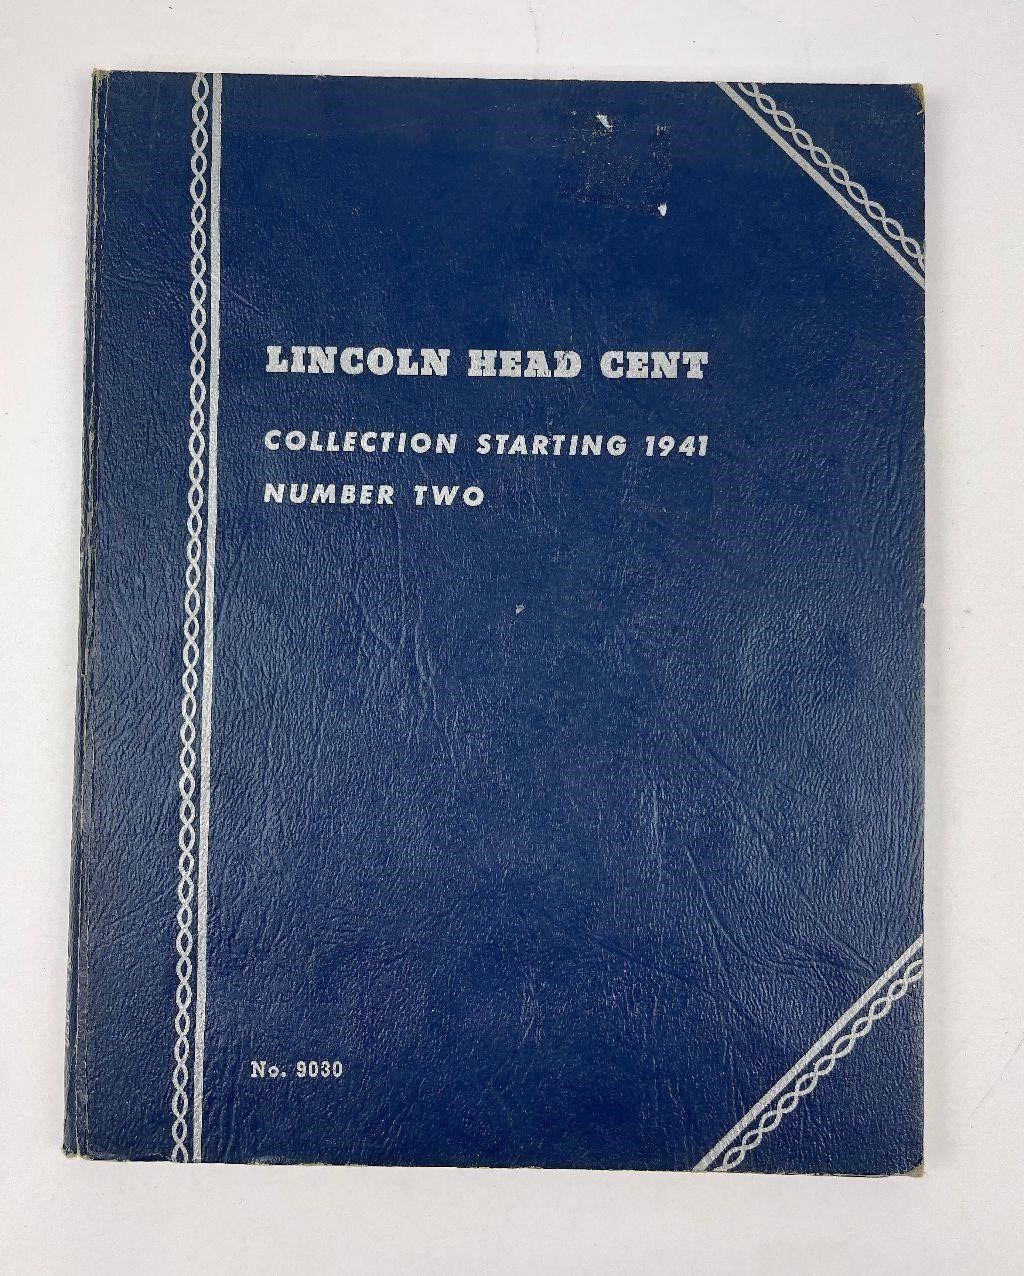 LINCOLN HEAD CENT
COLLECTION STARTING 1941
NUMBER TWO
No. 9030